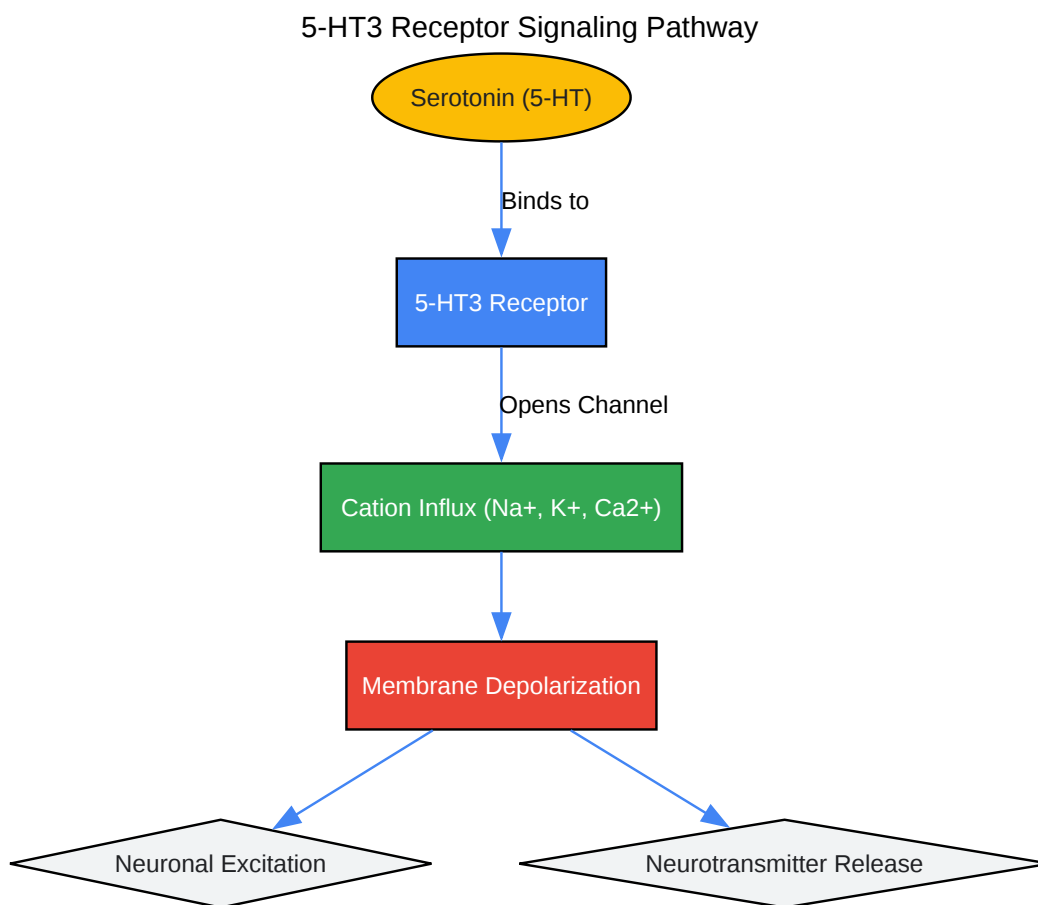 5-HT3 Receptor Signaling Pathway
Serotonin (5-HT)
Binds to
5-HT3 Receptor
Opens Channel
Cation Influx (Na+, K+, Ca2+)
Membrane Depolarization
Neuronal Excitation
Neurotransmitter Release